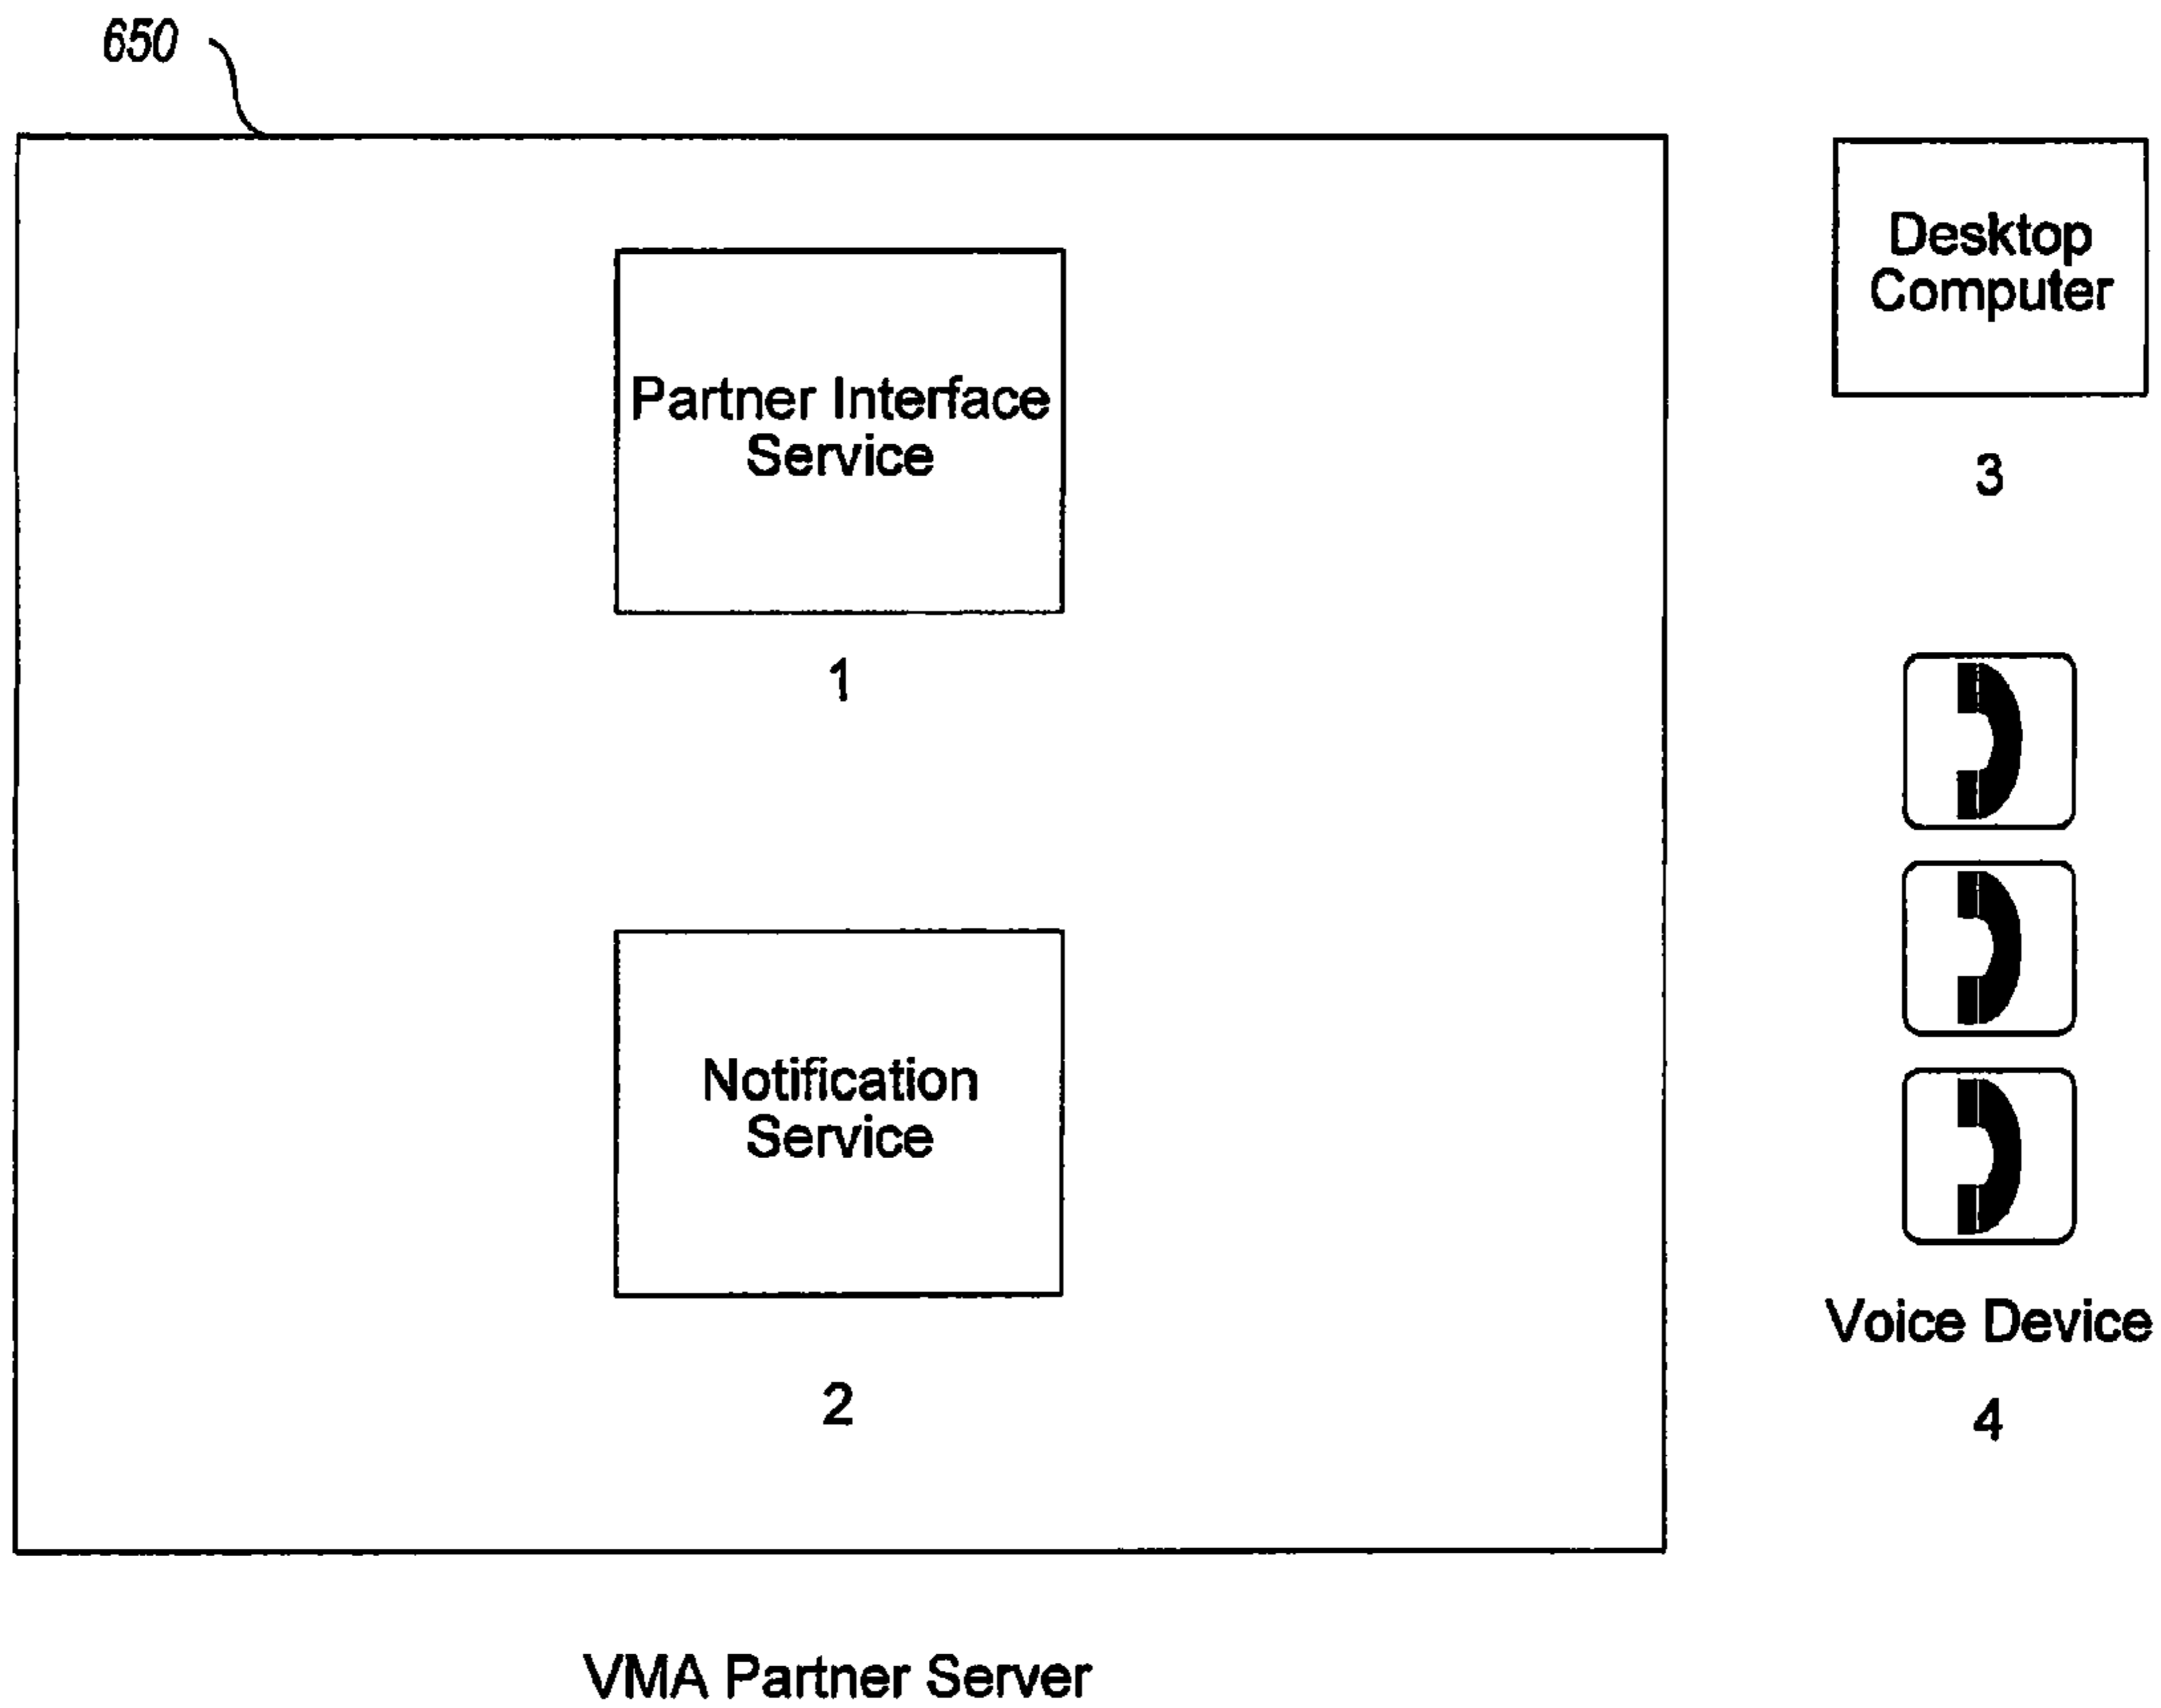 650
Partner Interface
Service
1
Notification
Service
2
Desktop
Computer
3
Voice Device
4
VMA Partner Server